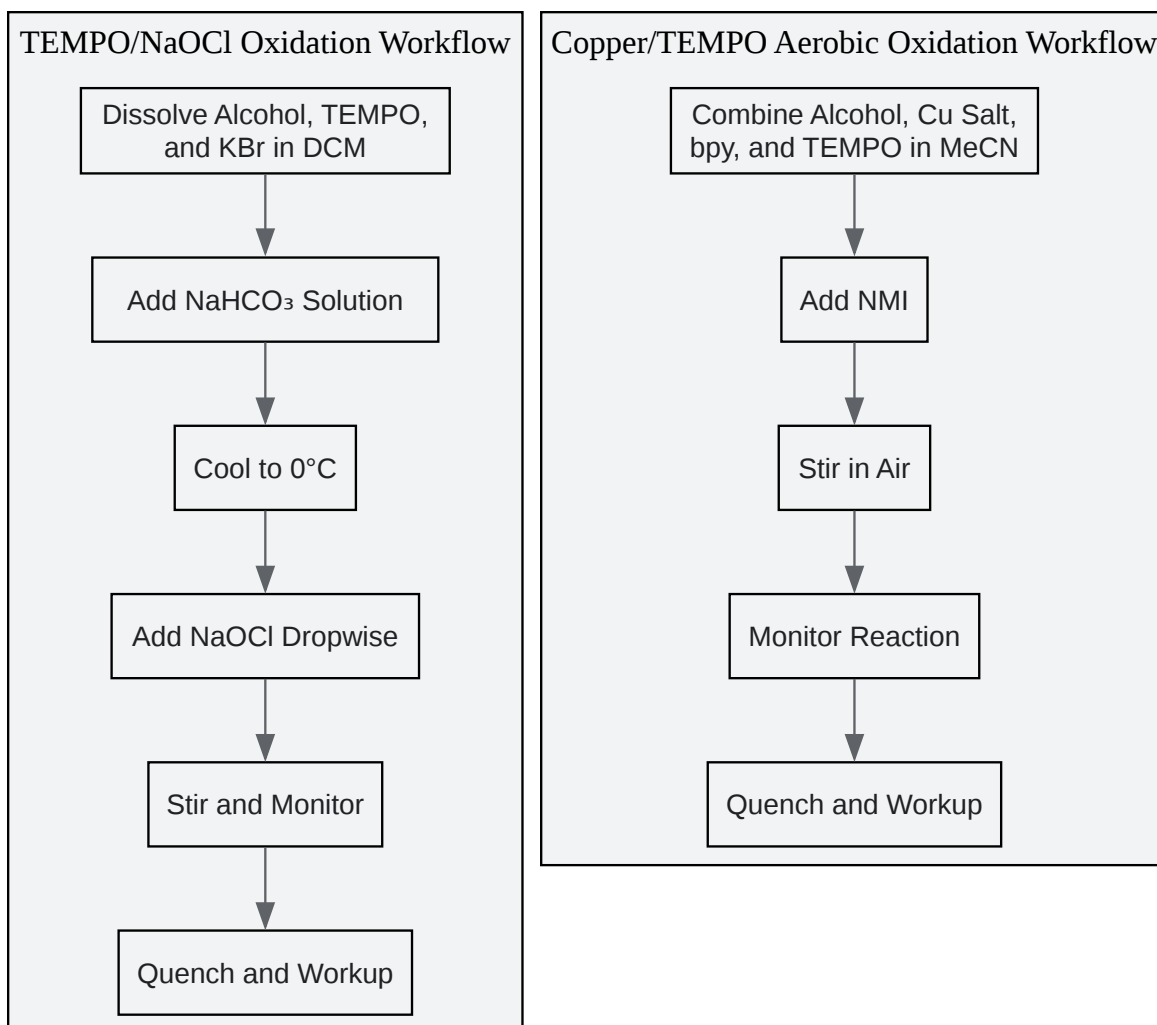 TEMPO/NaOCl Oxidation Workflow
Dissolve Alcohol, TEMPO,
and KBr in DCM
Add NaHCO₃ Solution
Cool to 0°C
Add NaOCl Dropwise
Stir and Monitor
Quench and Workup
Copper/TEMPO Aerobic Oxidation Workflow
Combine Alcohol, Cu Salt,
bpy, and TEMPO in MeCN
Add NMI
Stir in Air
Monitor Reaction
Quench and Workup